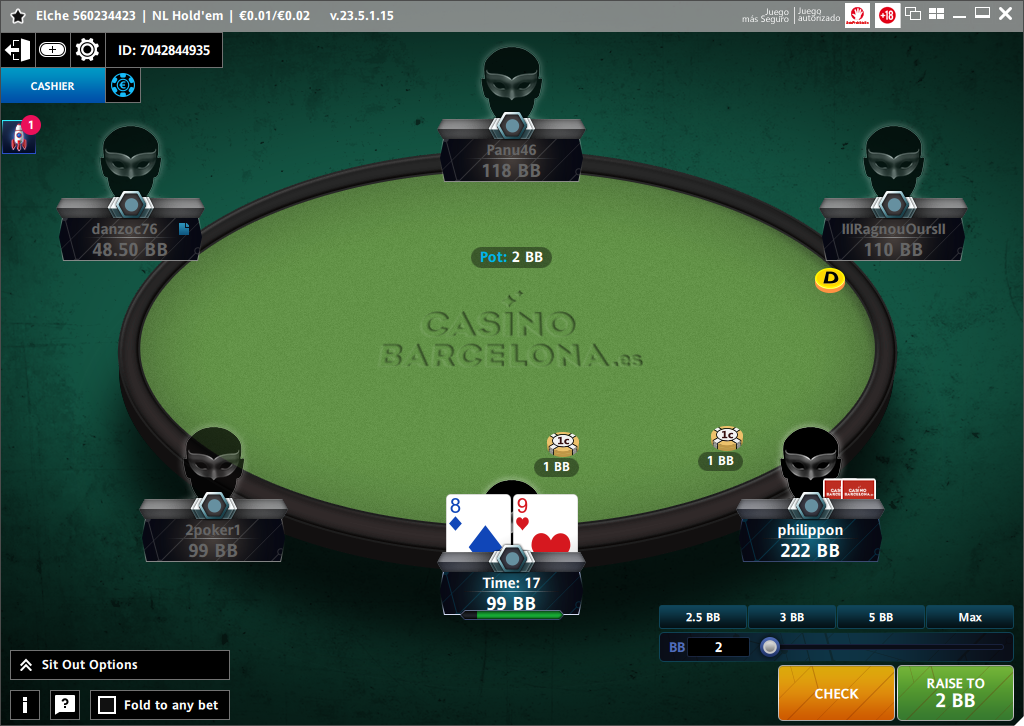 Elche 560234423 | NL Hold'em | €0.01/€0.02 v.23.5.1.15
Juego más Seguro
Juego autorizado
+18
ID: 7042844935
CASHIER
1
Panu46
118 BB
danzoc76
48.50 BB
IIIRagnouOursII
110 BB
Pot: 2 BB
D
CASINO
BARCELONA.es
1c
1 BB
1c
1 BB
2poker1
99 BB
8
9
Time: 17
99 BB
CASINO
BARCELONA.es
philippon
222 BB
2.5 BB
3 BB
5 BB
Max
BB 2
Sit Out Options
i
?
Fold to any bet
CHECK
RAISE TO
2 BB